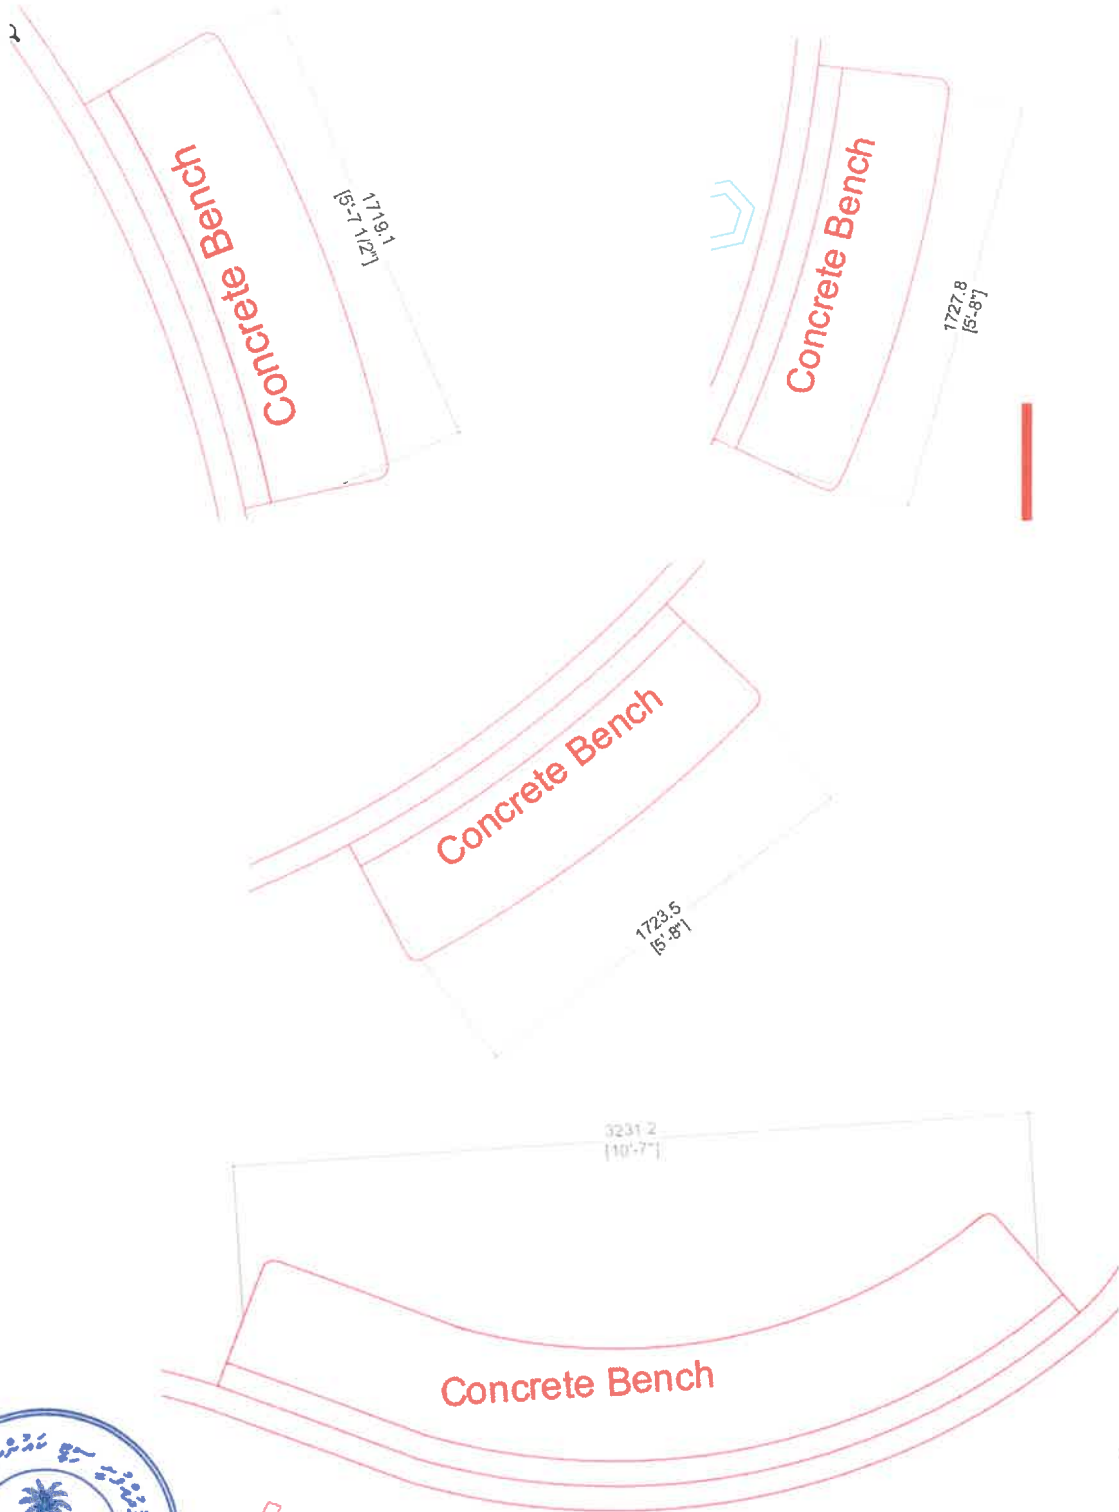 Concrete Bench
1719.1
[5'-7 1/2"]
Concrete Bench
1727.8
[5'-8"]
Concrete Bench
1723.5
[5'-8"]
3231.2
[10'-7"]
Concrete Bench